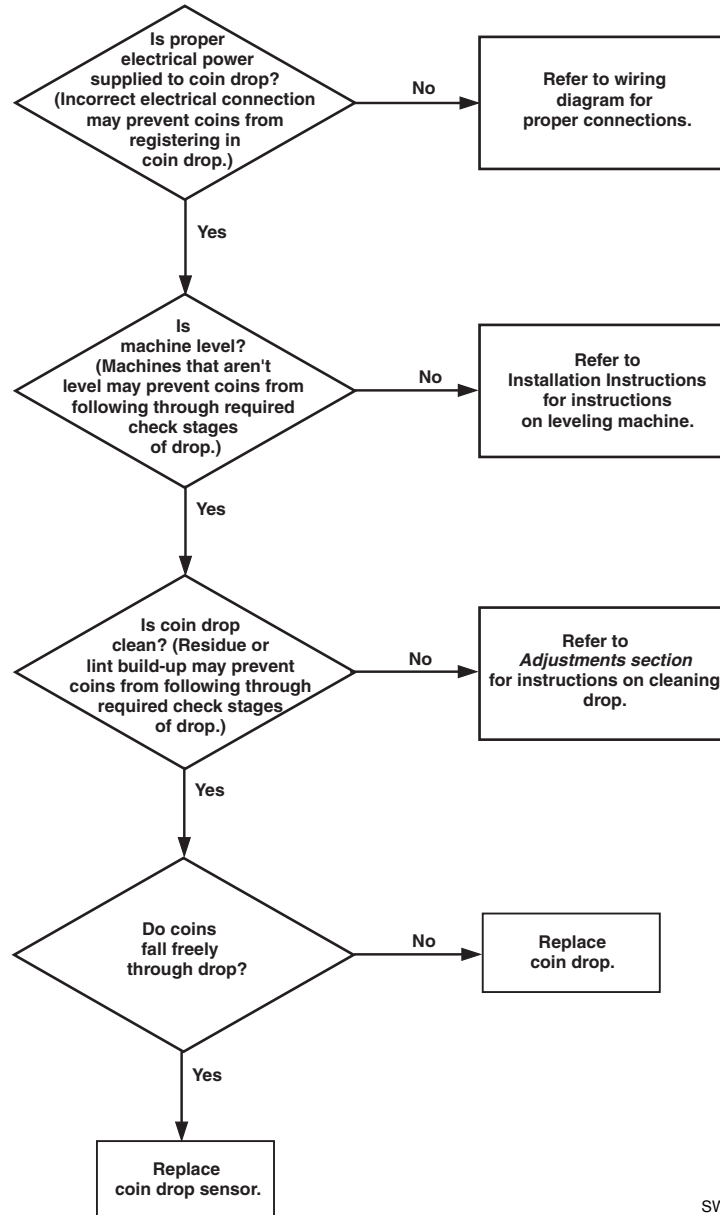 Is proper
electrical power
supplied to coin drop?
(Incorrect electrical connection
may prevent coins from
registering in
coin drop.)
No
Refer to wiring
diagram for
proper connections.
Yes
Is
machine level?
(Machines that aren't
level may prevent coins from
following through required
check stages
of drop.)
No
Refer to
Installation Instructions
for instructions
on leveling machine.
Yes
Is coin drop
clean? (Residue or
lint build-up may prevent
coins from following through
required check stages
of drop.)
No
Refer to
Adjustments section
for instructions on cleaning
drop.
Yes
Do coins
fall freely
through drop?
No
Replace
coin drop.
Yes
Replace
coin drop sensor.